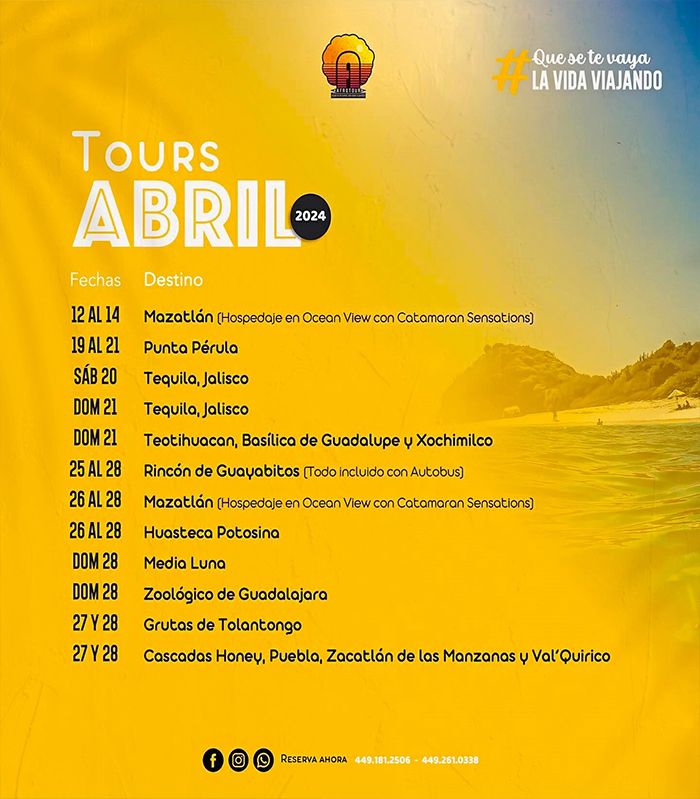 AFROTOUR
#Que se te vaya
LA VIDA VIAJANDO
TOURS
ABRIL 2024
Fechas Destino
12 AL 14 Mazatlán (Hospedaje en Ocean View con Catamaran Sensations)
19 AL 21 Punta Pérula
SÁB 20 Tequila, Jalisco
DOM 21 Tequila, Jalisco
DOM 21 Teotihuacan, Basílica de Guadalupe y Xochimilco
25 AL 28 Rincón de Guayabitos (Todo incluido con Autobus)
26 AL 28 Mazatlán (Hospedaje en Ocean View con Catamaran Sensations)
26 AL 28 Huasteca Potosina
DOM 28 Media Luna
DOM 28 Zoológico de Guadalajara
27 Y 28 Grutas de Tolantongo
27 Y 28 Cascadas Honey, Puebla, Zacatlán de las Manzanas y Val'Quirico
RESERVA AHORA 449.181.2506 - 449.261.0338